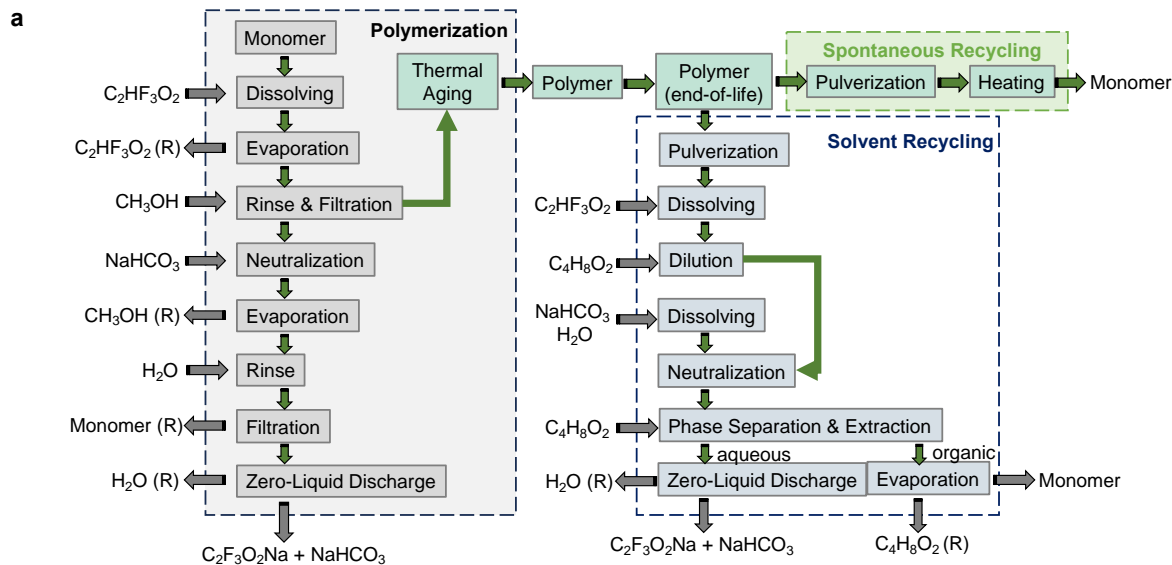 a
Polymerization
Monomer
C₂HF₃O₂
Dissolving
C₂HF₃O₂ (R)
Evaporation
CH₃OH
Rinse & Filtration
NaHCO₃
Neutralization
CH₃OH (R)
Evaporation
H₂O
Rinse
Monomer (R)
Filtration
H₂O (R)
Zero-Liquid Discharge
C₂F₃O₂Na + NaHCO₃
Thermal
Aging
Polymer
Polymer
(end-of-life)
Spontaneous Recycling
Pulverization
Heating
Monomer
Solvent Recycling
Pulverization
C₂HF₃O₂
Dissolving
C₄H₈O₂
Dilution
NaHCO₃
H₂O
Dissolving
Neutralization
C₄H₈O₂
Phase Separation & Extraction
aqueous
organic
H₂O (R)
Zero-Liquid Discharge
Evaporation
Monomer
C₂F₃O₂Na + NaHCO₃
C₄H₈O₂ (R)